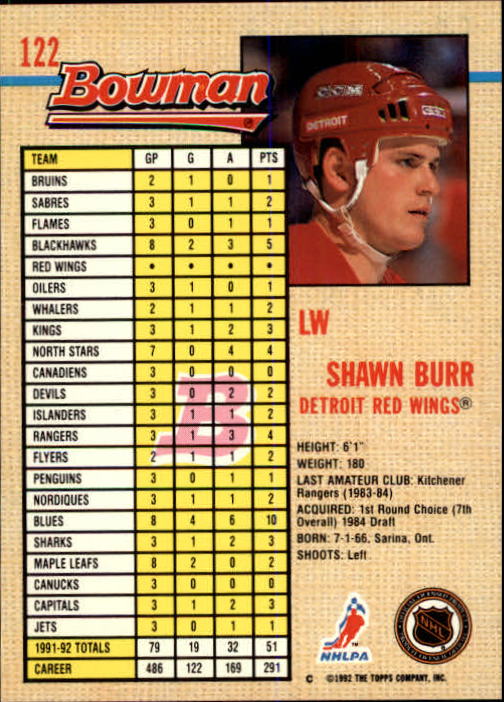 122
Bowman
CCM
CCM
DETROIT
TEAM GP G A PTS
BRUINS 2 1 0 1
SABRES 3 1 1 2
FLAMES 3 0 1 1
BLACKHAWKS 8 2 3 5
RED WINGS • • • •
OILERS 3 1 0 1
WHALERS 2 1 1 2
KINGS 3 1 2 3
NORTH STARS 7 0 4 4
CANADIENS 3 0 0 0
DEVILS 3 0 2 2
ISLANDERS 3 1 1 2
RANGERS 3 1 3 4
FLYERS 2 1 1 2
PENGUINS 3 0 1 1
NORDIQUES 3 1 1 2
BLUES 8 4 6 10
SHARKS 3 1 2 3
MAPLE LEAFS 8 2 0 2
CANUCKS 3 0 0 0
CAPITALS 3 1 2 3
JETS 3 0 1 1
1991-92 TOTALS 79 19 32 51
CAREER 486 122 169 291
B
LW
SHAWN BURR
DETROIT RED WINGS®
HEIGHT: 6'1"
WEIGHT: 180
LAST AMATEUR CLUB: Kitchener
Rangers (1983-84)
ACQUIRED: 1st Round Choice (7th
Overall) 1984 Draft
BORN: 7-1-66, Sarina, Ont.
SHOOTS: Left
NHLPA
™
NHL
C ©1992 THE TOPPS COMPANY, INC.